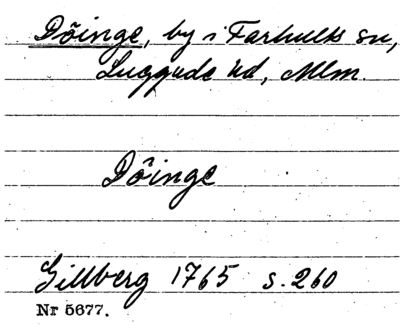 Döinge, by i Farhults sn,
Luggude hd, Mlm.
Döinge
Gillberg 1765 s. 260
Nr 5677.